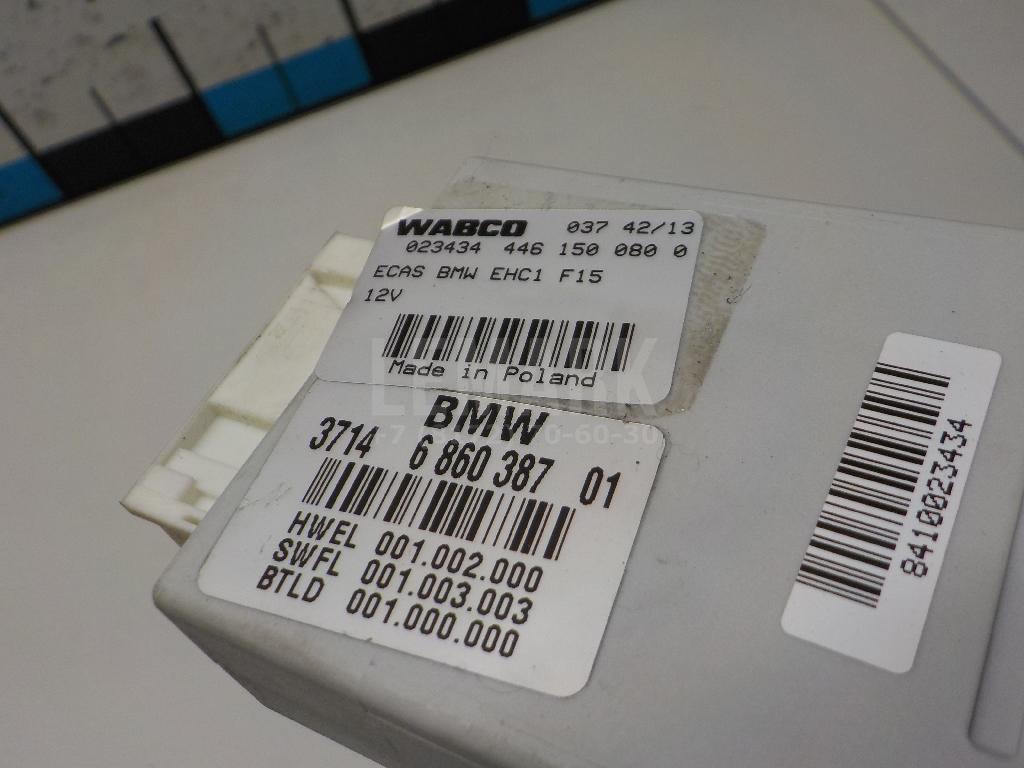 WABCO 037 42/13
023434 446 150 080 0
ECAS BMW EHC1 F15
12V
Made in Poland
LEMARK
BMW
3714 6 860 387 01
HWEL 001.002.000
SWFL 001.003.003
BTLD 001.000.000
8410023434